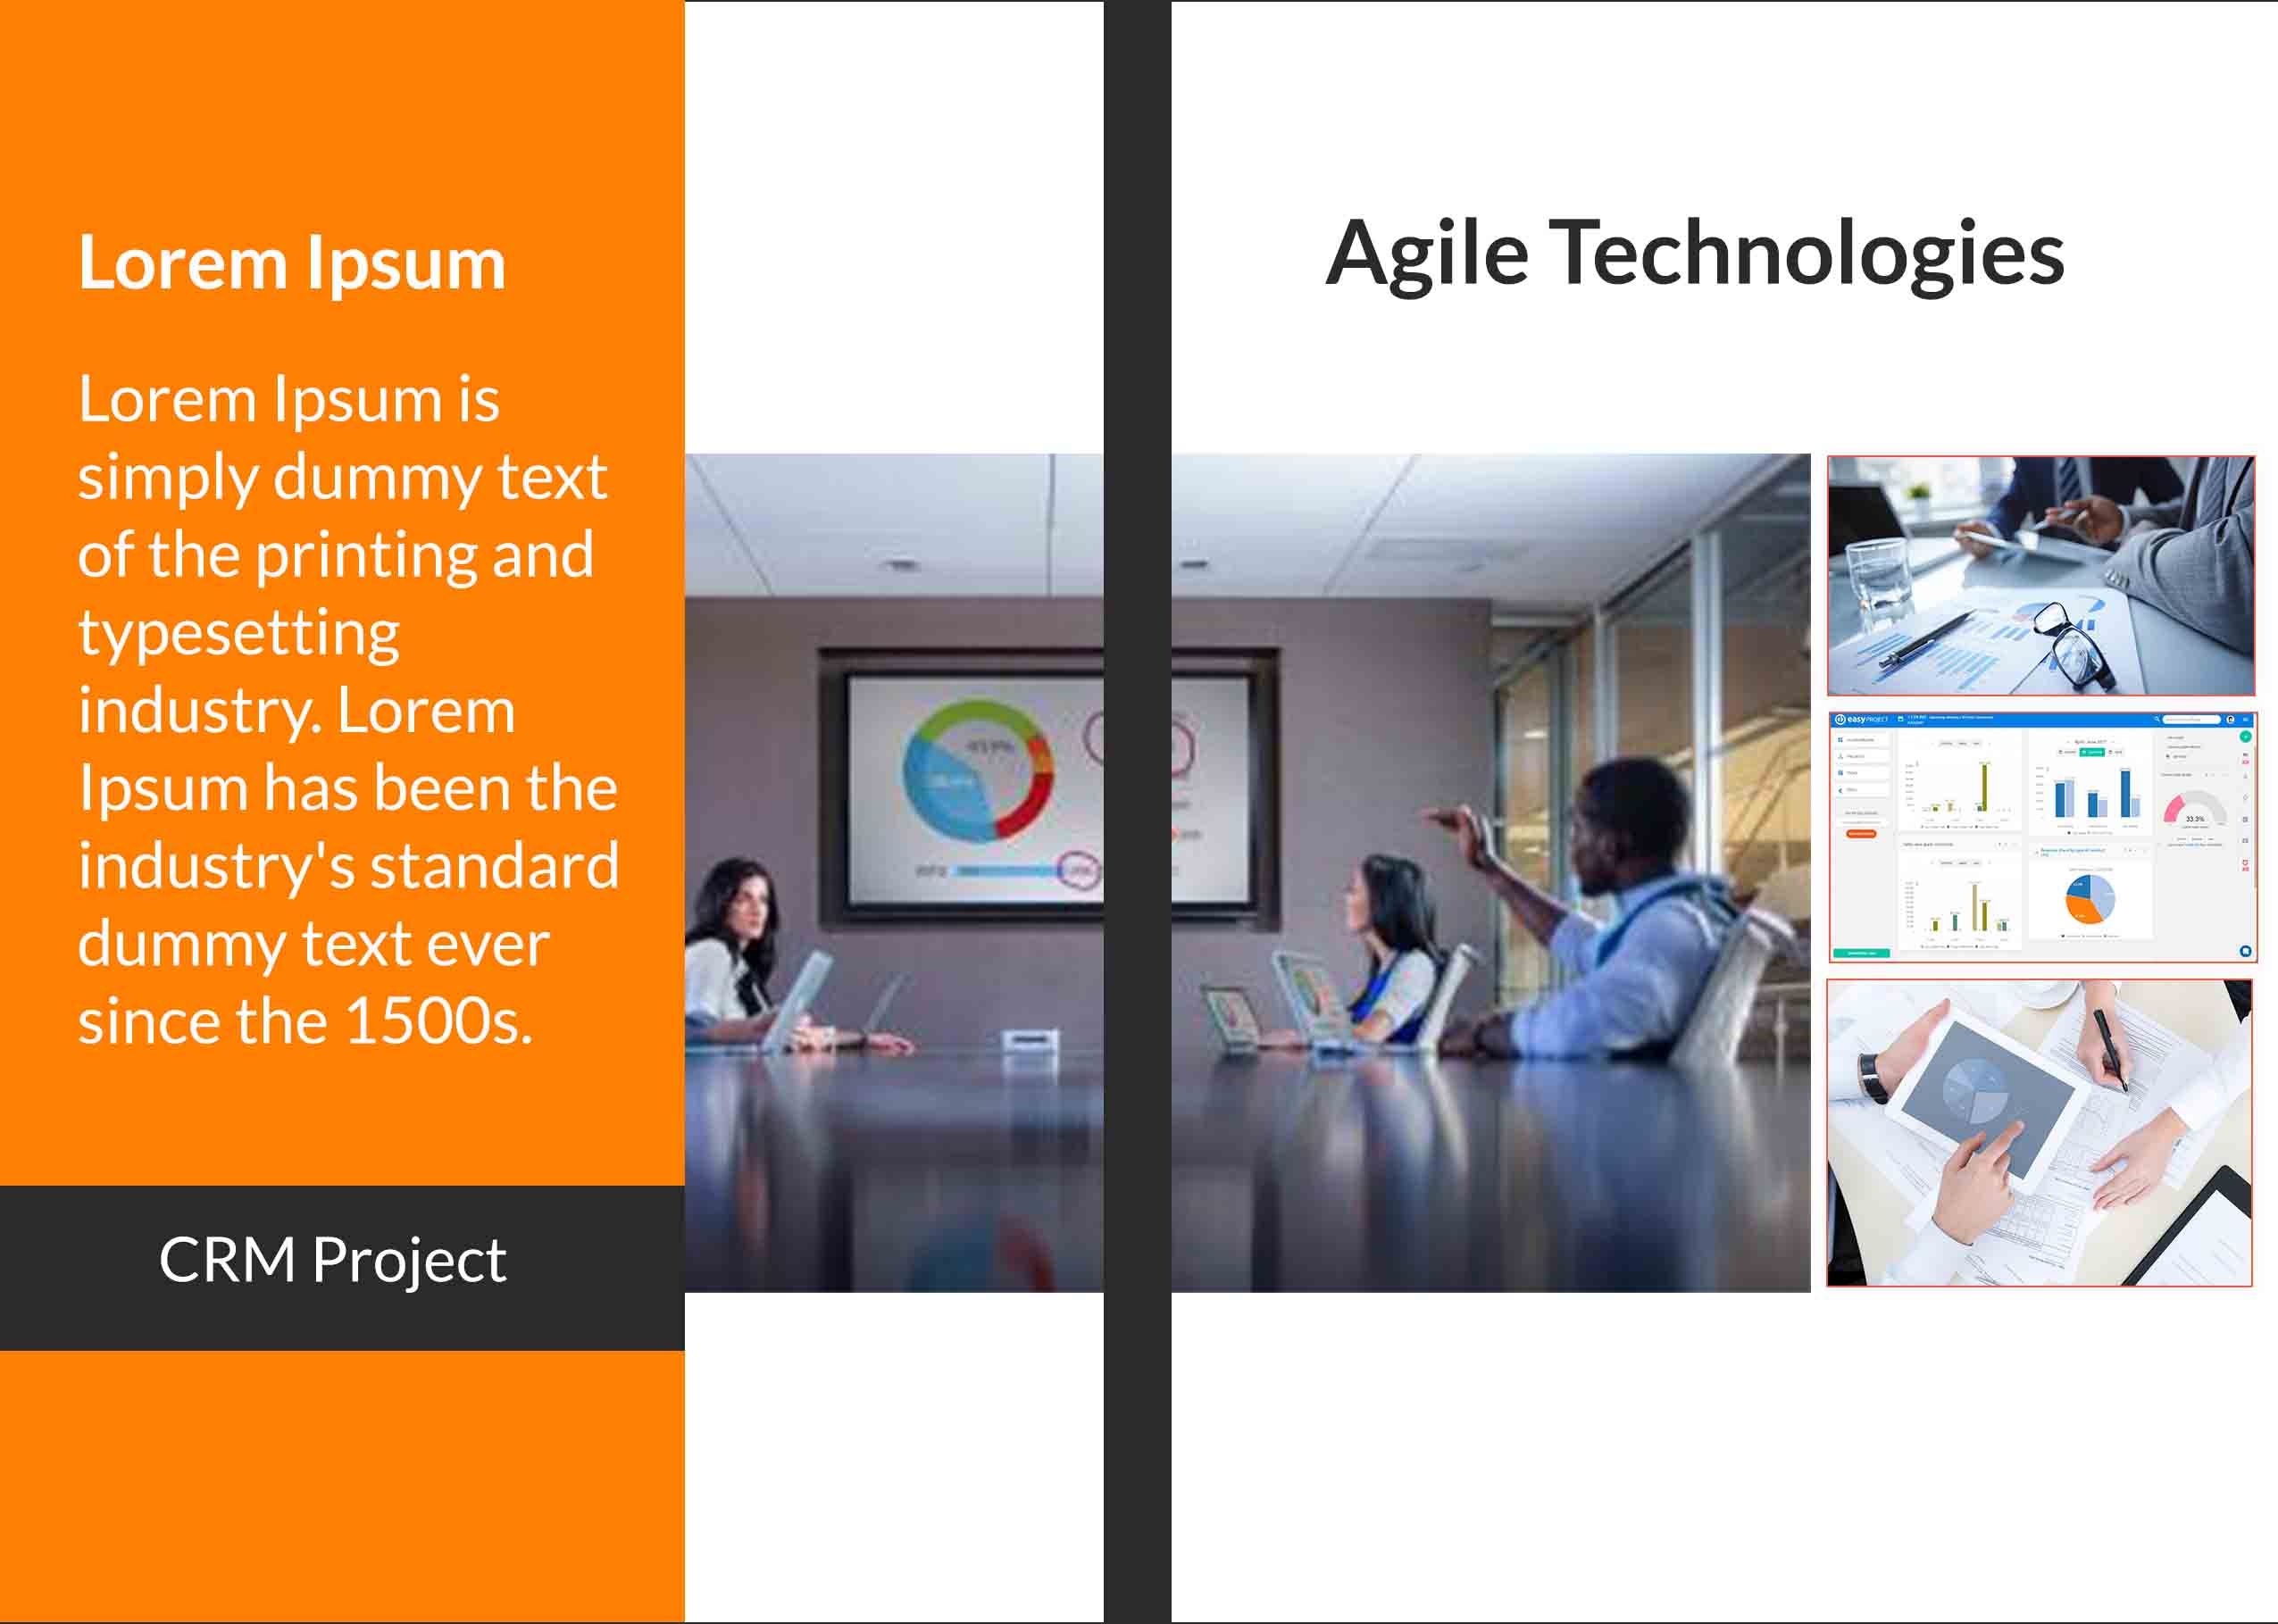 Lorem Ipsum
Lorem Ipsum is
simply dummy text
of the printing and
typesetting
industry. Lorem
Ipsum has been the
industry's standard
dummy text ever
since the 1500s.
CRM Project
Agile Technologies
easy PROJECT
33.3%